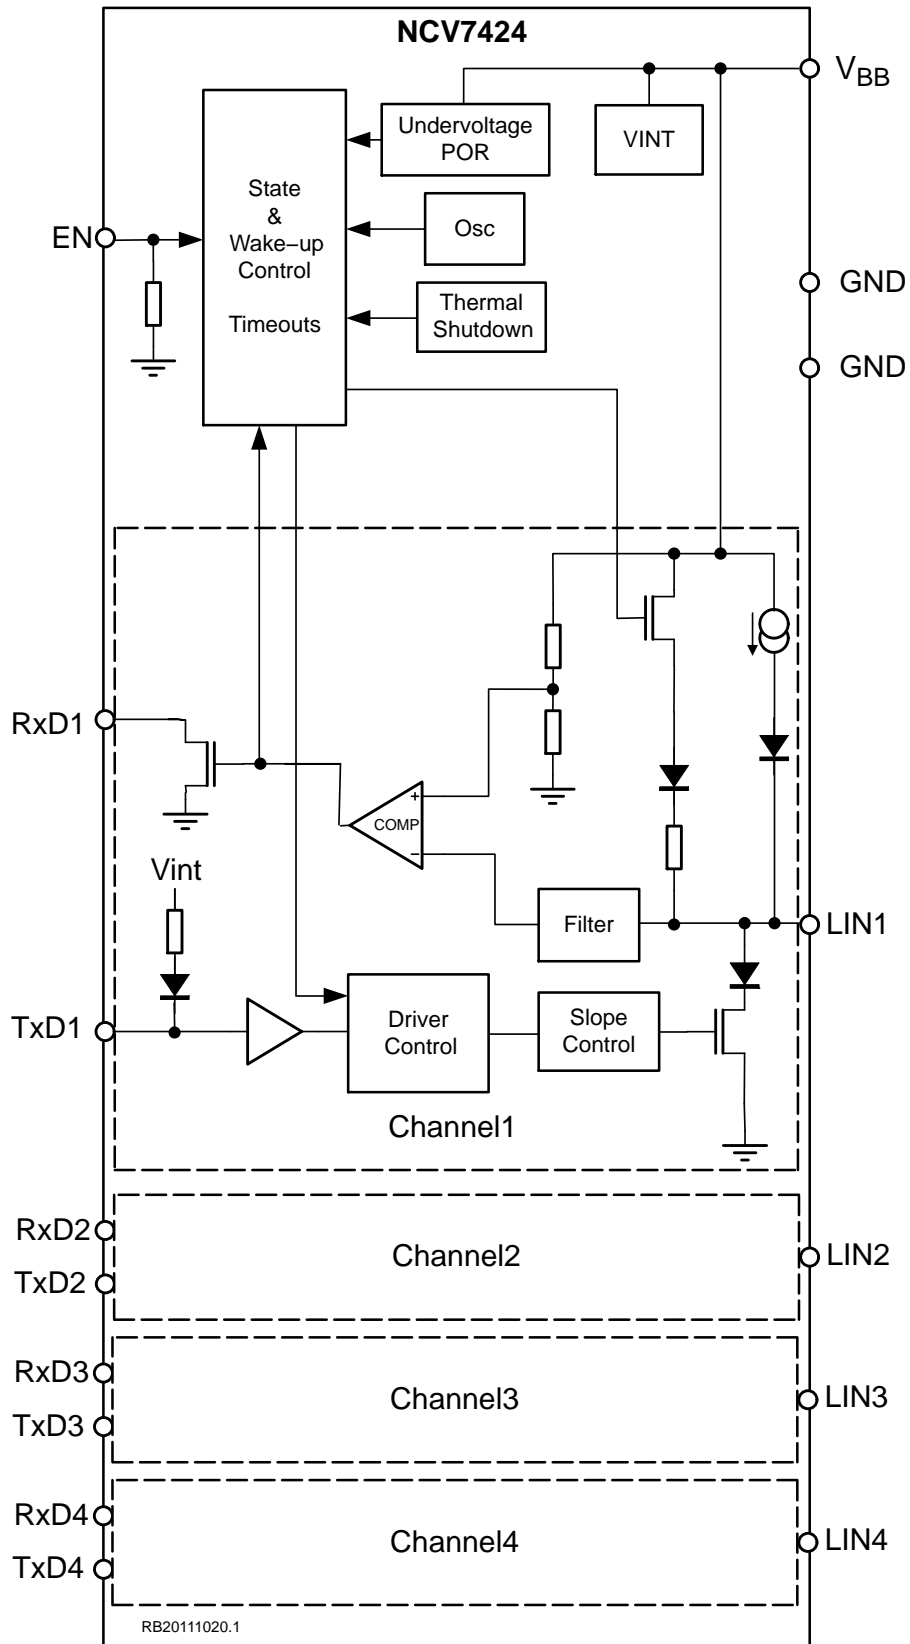 NCV7424
VBB
Undervoltage
POR
VINT
State
&
Wake−up
Control
Timeouts
Osc
EN
Thermal
Shutdown
GND
GND
RxD1
+
COMP
−
Vint
Filter
LIN1
TxD1
Driver
Control
Slope
Control
Channel1
RxD2
TxD2
Channel2
LIN2
RxD3
TxD3
Channel3
LIN3
RxD4
TxD4
Channel4
LIN4
RB20111020.1